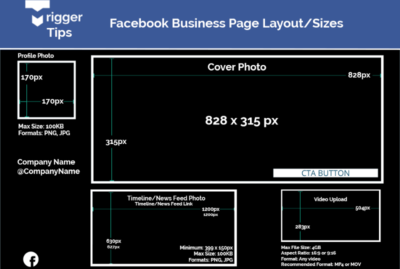 Trigger
Tips
Facebook Business Page Layout/Sizes
Profile Photo
170px
170px
Max Size: 100KB
Formats: PNG, JPG
Company Name
@CompanyName
Cover Photo
828px
828 x 315 px
315px
CTA BUTTON
Timeline/News Feed Photo
Timeline/News Feed Link
1200px
1200px
630px
627px
Minimum: 399 x 150px
Max Size: 100KB
Formats: PNG, JPG
Video Upload
504px
283px
Max File Size: 4GB
Aspect Ratio: 16:9 or 9:16
Format: Any video
Recommended Format: MP4 or MOV